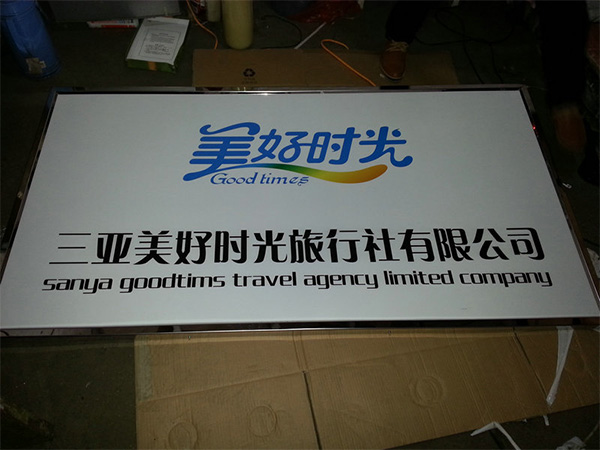 美好时光
Good times
三亚美好时光旅行社有限公司
sanya goodtims travel agency limited company